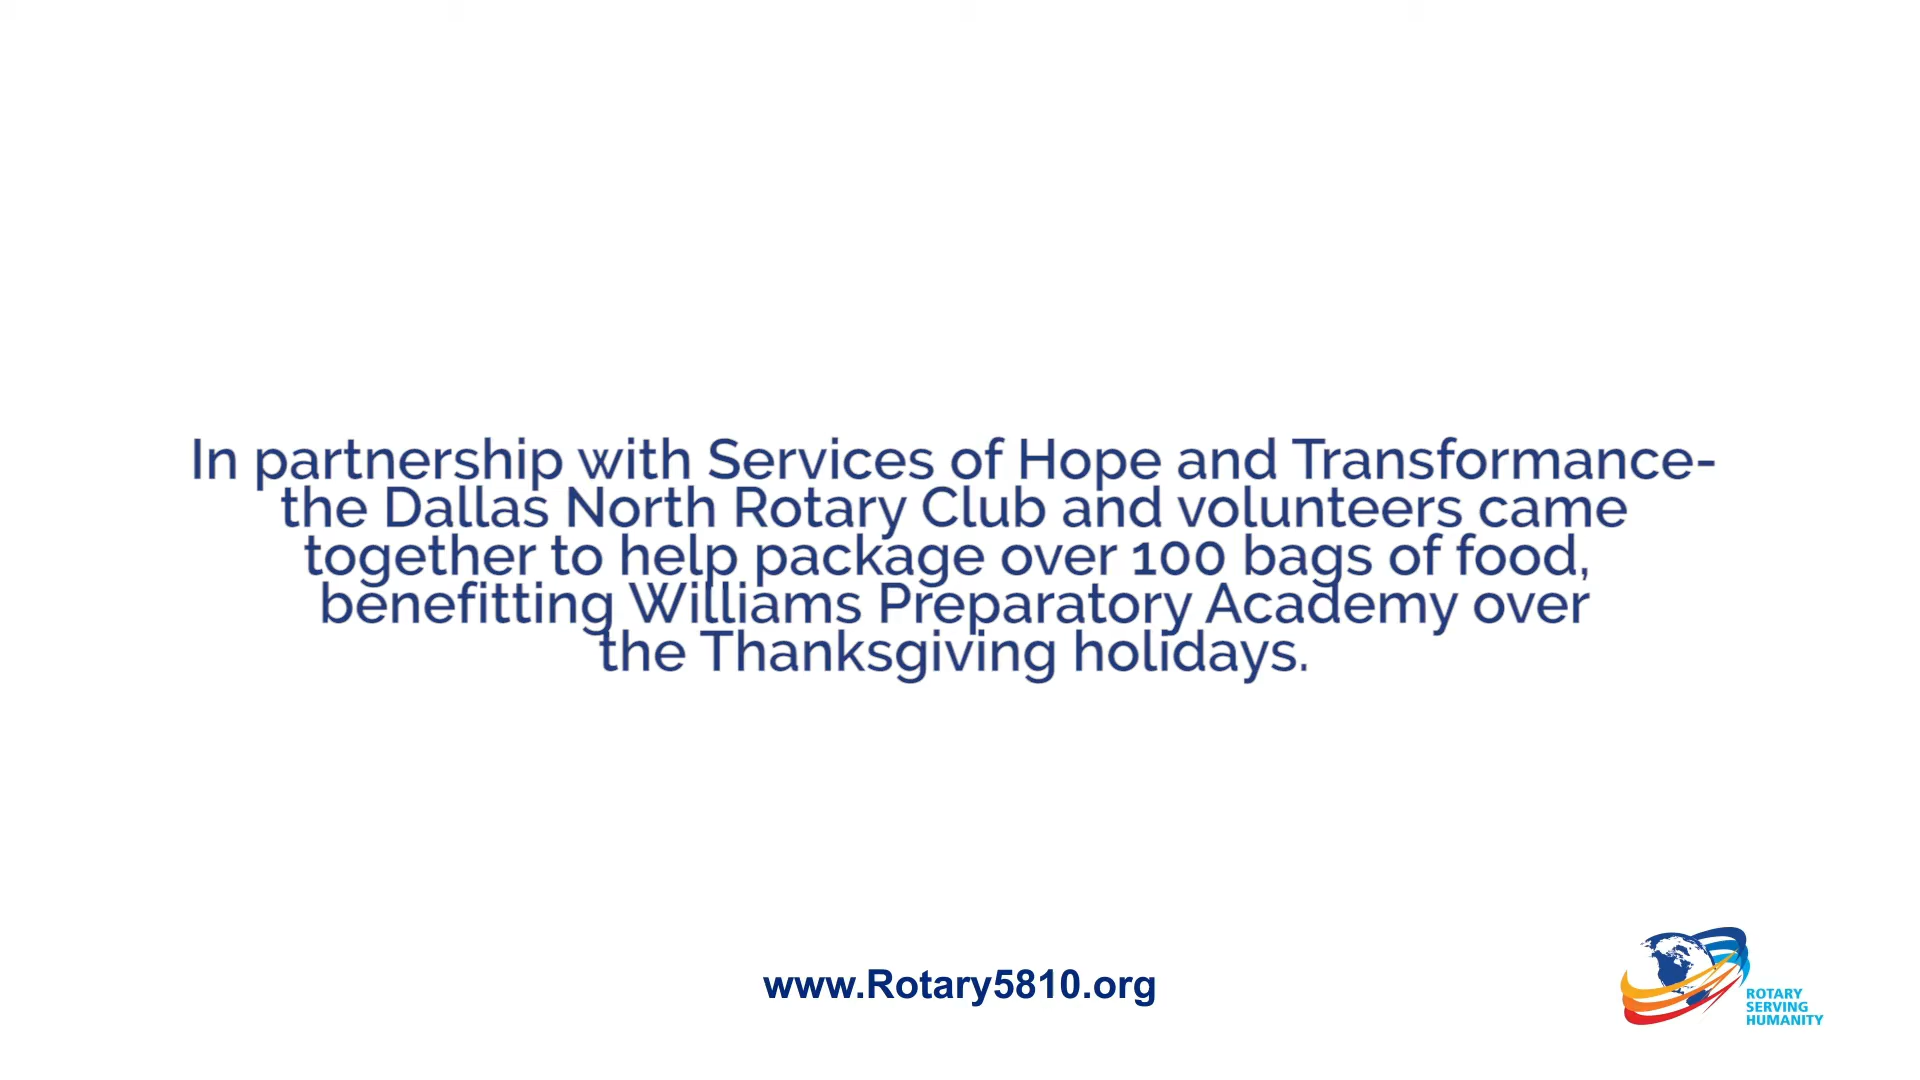 In partnership with Services of Hope and Transformance-
the Dallas North Rotary Club and volunteers came
together to help package over 100 bags of food,
benefitting Williams Preparatory Academy over
the Thanksgiving holidays.
www.Rotary5810.org
ROTARY
SERVING
HUMANITY